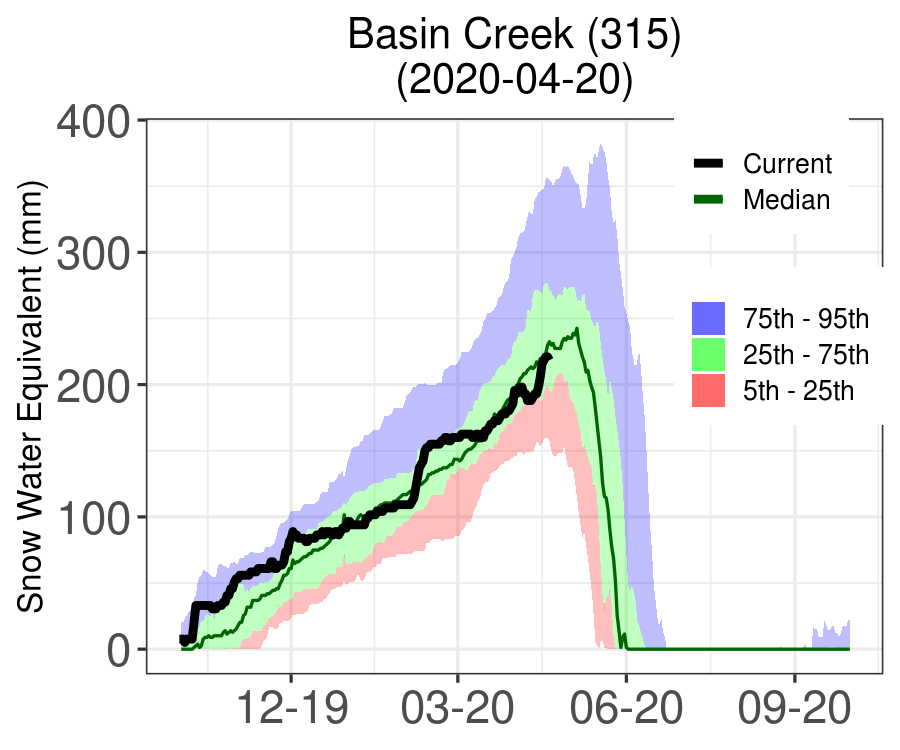 Basin Creek (315)
(2020-04-20)
Snow Water Equivalent (mm)
400
300
200
100
0
12-19
03-20
06-20
09-20
Current
Median
75th - 95th
25th - 75th
5th - 25th